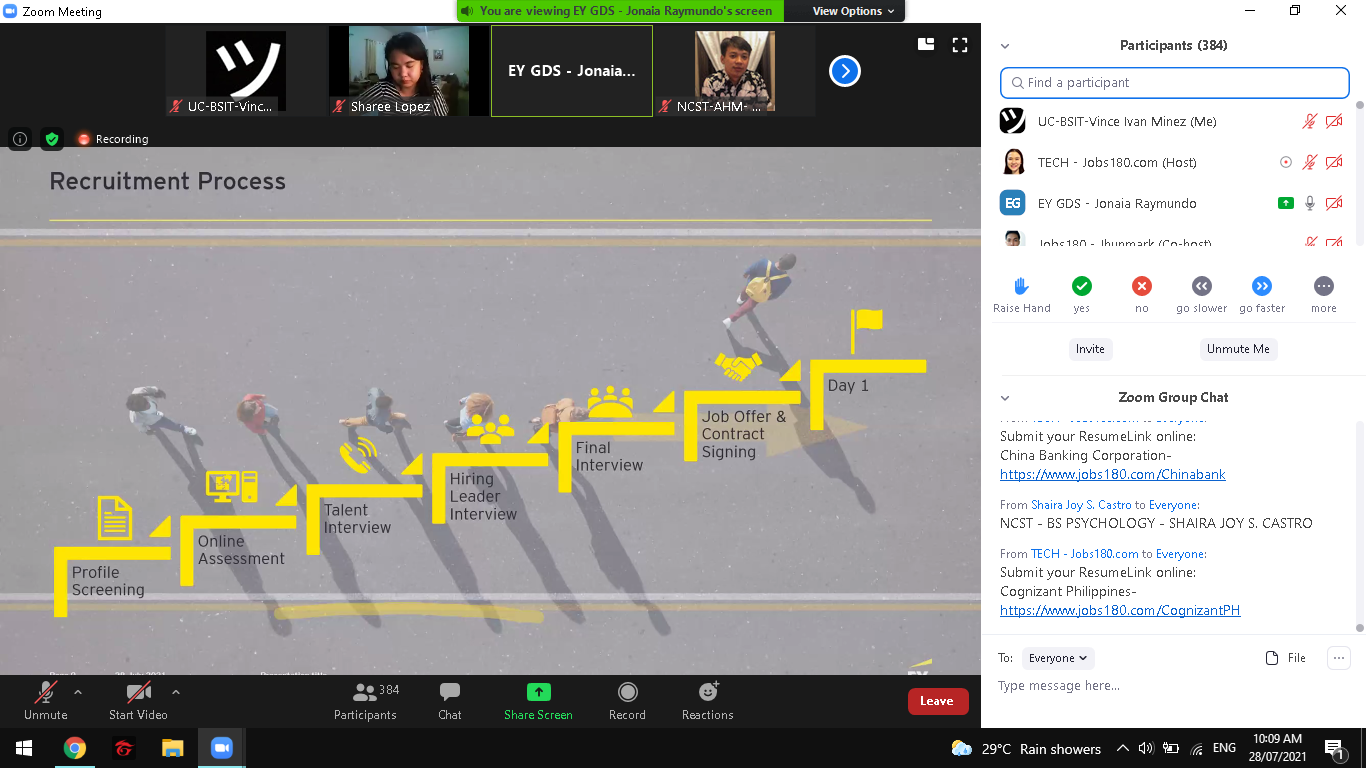 Zoom Meeting
You are viewing EY GDS - Jonaia Raymundo's screen
View Options
UC-BSIT-Vinc...
Sharee Lopez
EY GDS - Jonaia...
NCST-AHM- ...
Recording
Recruitment Process
Profile
Screening
Online
Assessment
Talent
Interview
Hiring
Leader
Interview
Final
Interview
Job Offer &
Contract
Signing
Day 1
EY
Unmute
Start Video
384
Participants
Chat
Share Screen
Record
Reactions
Leave
Participants (384)
Find a participant
UC-BSIT-Vince Ivan Minez (Me)
TECH - Jobs180.com (Host)
EG
EY GDS - Jonaia Raymundo
Jobs180 - Jhunmark (Co-host)
Raise Hand
yes
no
go slower
go faster
more
Invite
Unmute Me
Zoom Group Chat
Submit your ResumeLink online:
China Banking Corporation-
https://www.jobs180.com/Chinabank
From Shaira Joy S. Castro to Everyone:
NCST - BS PSYCHOLOGY - SHAIRA JOY S. CASTRO
From TECH - Jobs180.com to Everyone:
Submit your ResumeLink online:
Cognizant Philippines-
https://www.jobs180.com/CognizantPH
To:
Everyone
File
Type message here...
29°C Rain showers
ENG
10:09 AM
28/07/2021
1